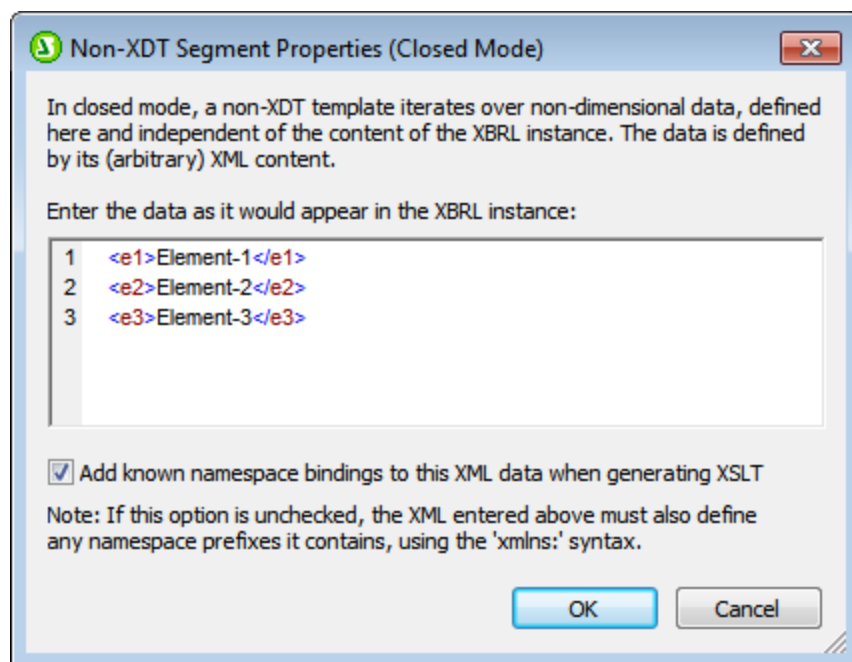 Non-XDT Segment Properties (Closed Mode)
In closed mode, a non-XDT template iterates over non-dimensional data, defined
here and independent of the content of the XBRL instance. The data is defined
by its (arbitrary) XML content.
Enter the data as it would appear in the XBRL instance:
1 <e1>Element-1</e1>
2 <e2>Element-2</e2>
3 <e3>Element-3</e3>
Add known namespace bindings to this XML data when generating XSLT
Note: If this option is unchecked, the XML entered above must also define
any namespace prefixes it contains, using the 'xmlns:' syntax.
OK Cancel